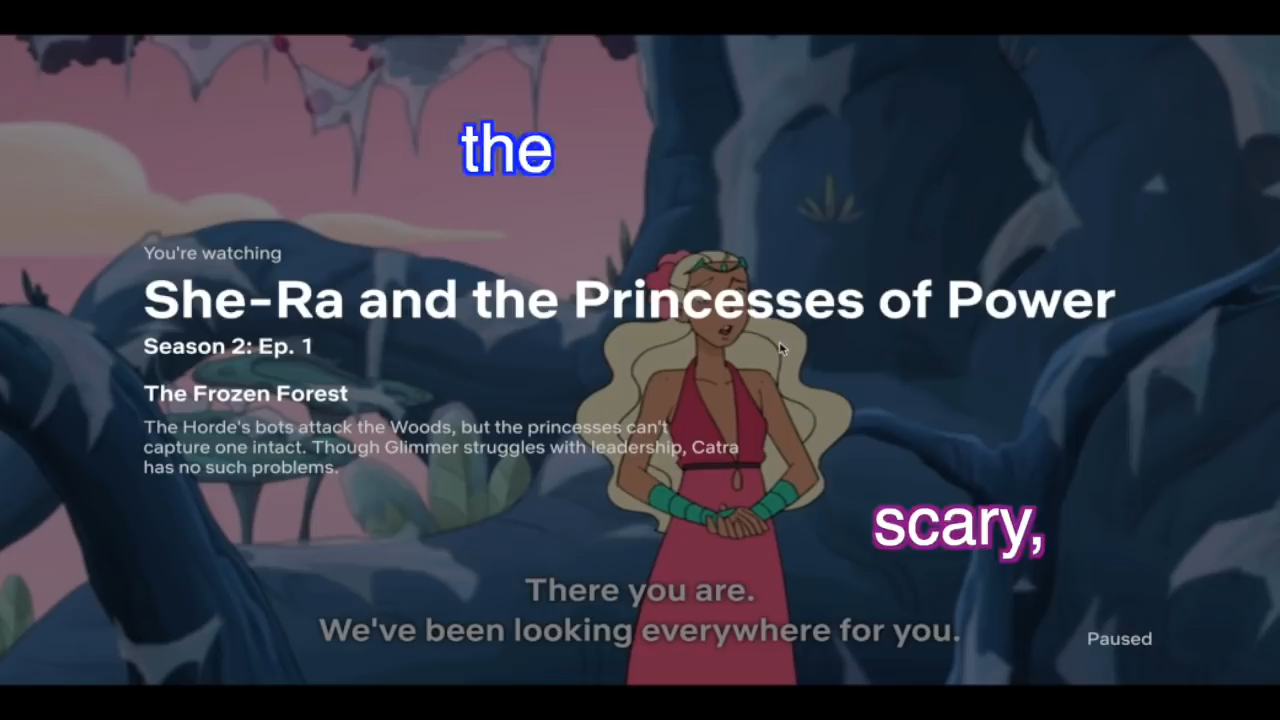 the
You're watching
She-Ra and the Princesses of Power
Season 2: Ep. 1
The Frozen Forest
The Horde's bots attack the Woods, but the princesses can't
capture one intact. Though Glimmer struggles with leadership, Catra
has no such problems.
scary,
There you are.
We've been looking everywhere for you.
Paused